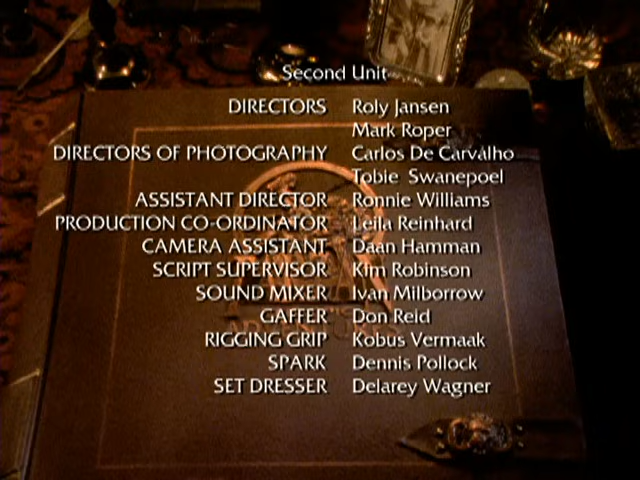 Second Unit
DIRECTORS Roly Jansen
Mark Roper
DIRECTORS OF PHOTOGRAPHY Carlos De Carvalho
Tobie Swanepoel
ASSISTANT DIRECTOR Ronnie Williams
PRODUCTION CO-ORDINATOR Leila Reinhard
CAMERA ASSISTANT Daan Hamman
SCRIPT SUPERVISOR Kim Robinson
SOUND MIXER Ivan Milborrow
GAFFER Don Reid
RIGGING GRIP Kobus Vermaak
SPARK Dennis Pollock
SET DRESSER Delarey Wagner